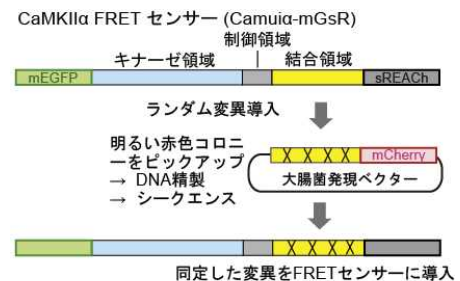 CaMKIIα FRET センサー (Camuiα-mGsR)
制御領域
キナーゼ領域 結合領域
mEGFP sREACh
ランダム変異導入
明るい赤色コロニ
ーをピックアップ
→ DNA精製
→ シークエンス
X X X X mCherry
大腸菌発現ベクター
X X X X
同定した変異をFRETセンサーに導入